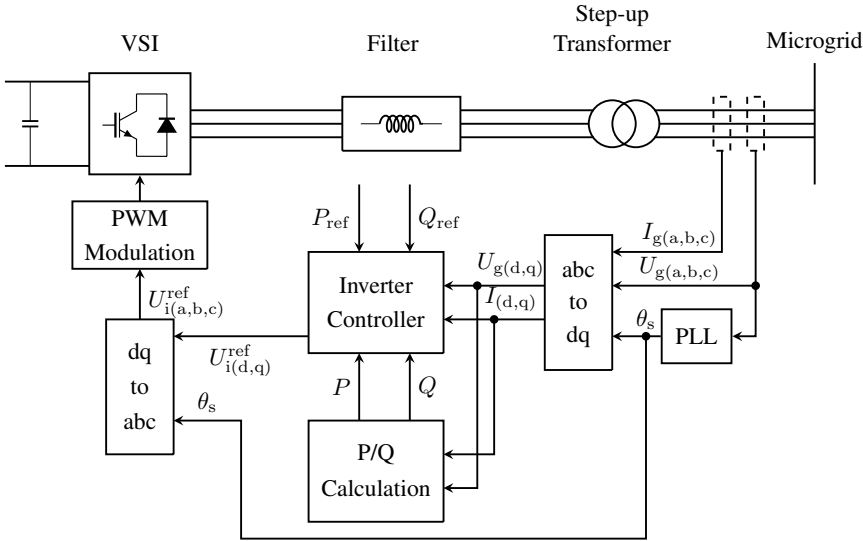 Step-up
VSI
Filter
Transformer
Microgrid
PWM
Modulation
P_ref
Q_ref
I_g(a,b,c)
U_g(d,q)
abc
to
dq
U_g(a,b,c)
Inverter
Controller
I_(d,q)
U_i(a,b,c)^ref
θ_s
PLL
dq
to
abc
U_i(d,q)^ref
P
Q
θ_s
P/Q
Calculation